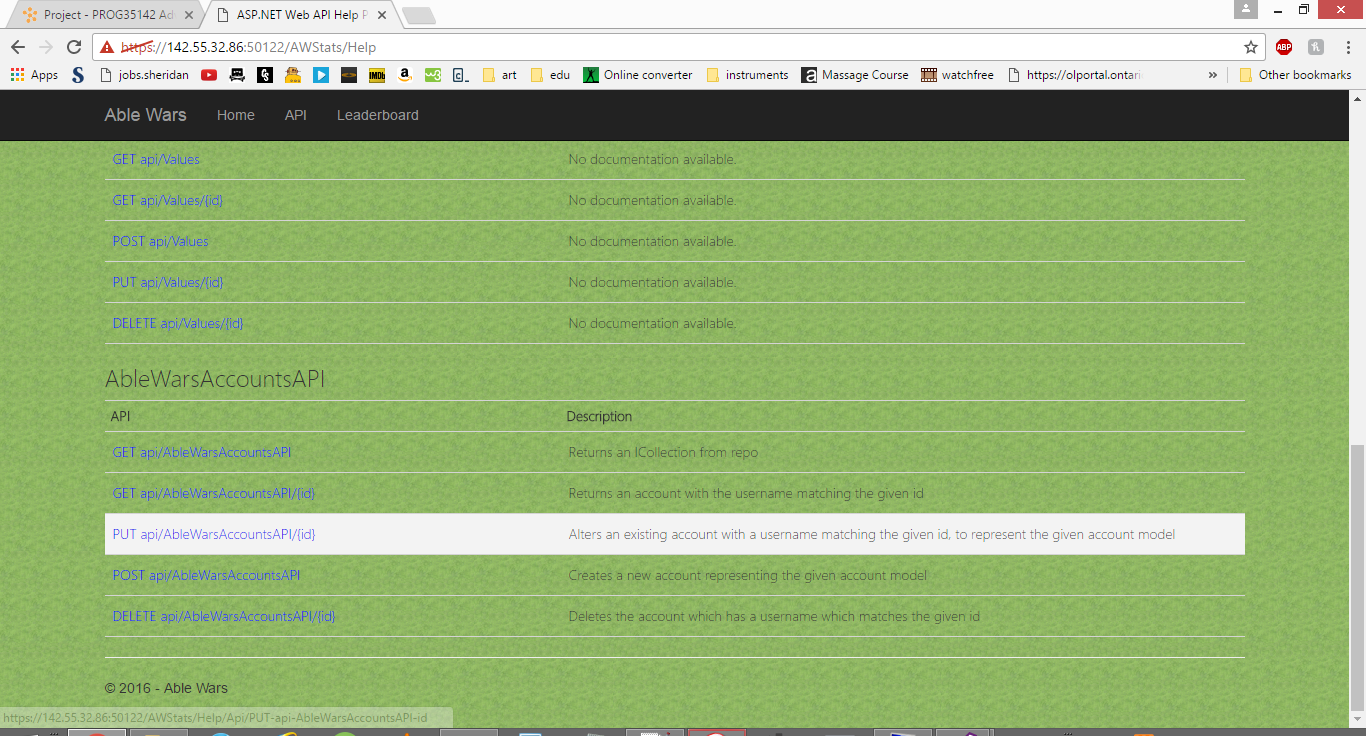 Project - PROG35142 Ad
ASP.NET Web API Help P
https://142.55.32.86:50122/AWStats/Help
Apps
jobs.sheridan
art
edu
Online converter
instruments
Massage Course
watchfree
https://olportal.ontari
»
Other bookmarks
Able Wars Home API Leaderboard
GET api/Values No documentation available.
GET api/Values/{id} No documentation available.
POST api/Values No documentation available.
PUT api/Values/{id} No documentation available.
DELETE api/Values/{id} No documentation available.
AbleWarsAccountsAPI
API Description
GET api/AbleWarsAccountsAPI Returns an ICollection from repo
GET api/AbleWarsAccountsAPI/{id} Returns an account with the username matching the given id
PUT api/AbleWarsAccountsAPI/{id} Alters an existing account with a username matching the given id, to represent the given account model
POST api/AbleWarsAccountsAPI Creates a new account representing the given account model
DELETE api/AbleWarsAccountsAPI/{id} Deletes the account which has a username which matches the given id
© 2016 - Able Wars
https://142.55.32.86:50122/AWStats/Help/Api/PUT-api-AbleWarsAccountsAPI-id